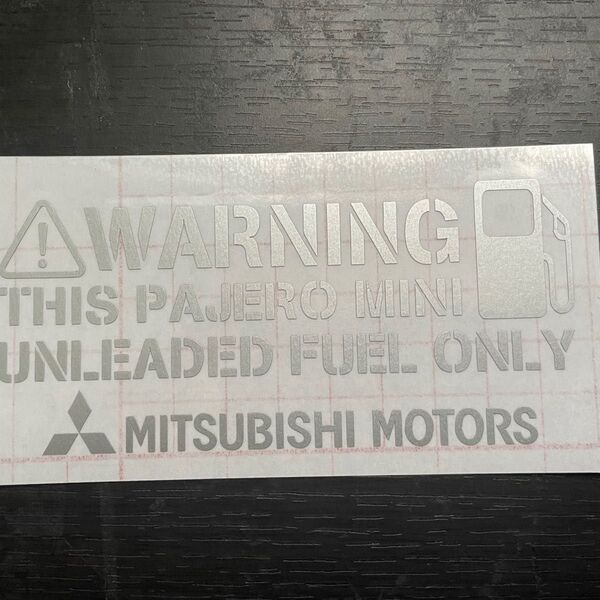 WARNING
THIS PAJERO MINI
UNLEADED FUEL ONLY
MITSUBISHI MOTORS